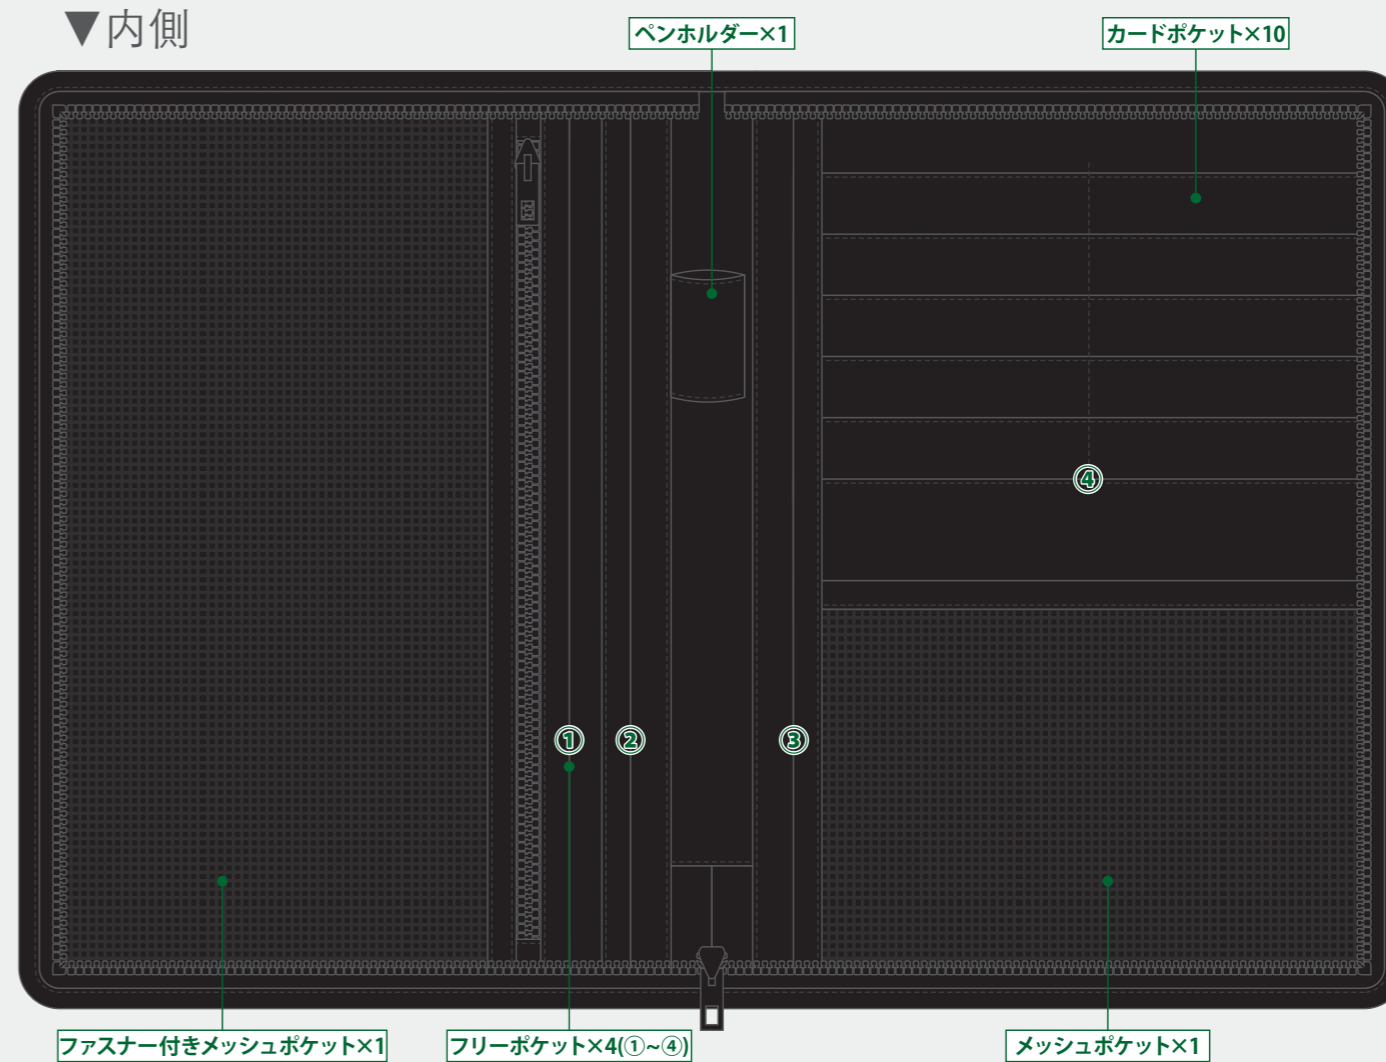 ▼内側
ペンホルダー×1
カードポケット×10
④
①
②
③
ファスナー付きメッシュポケット×1
フリーポケット×4(①~④)
メッシュポケット×1